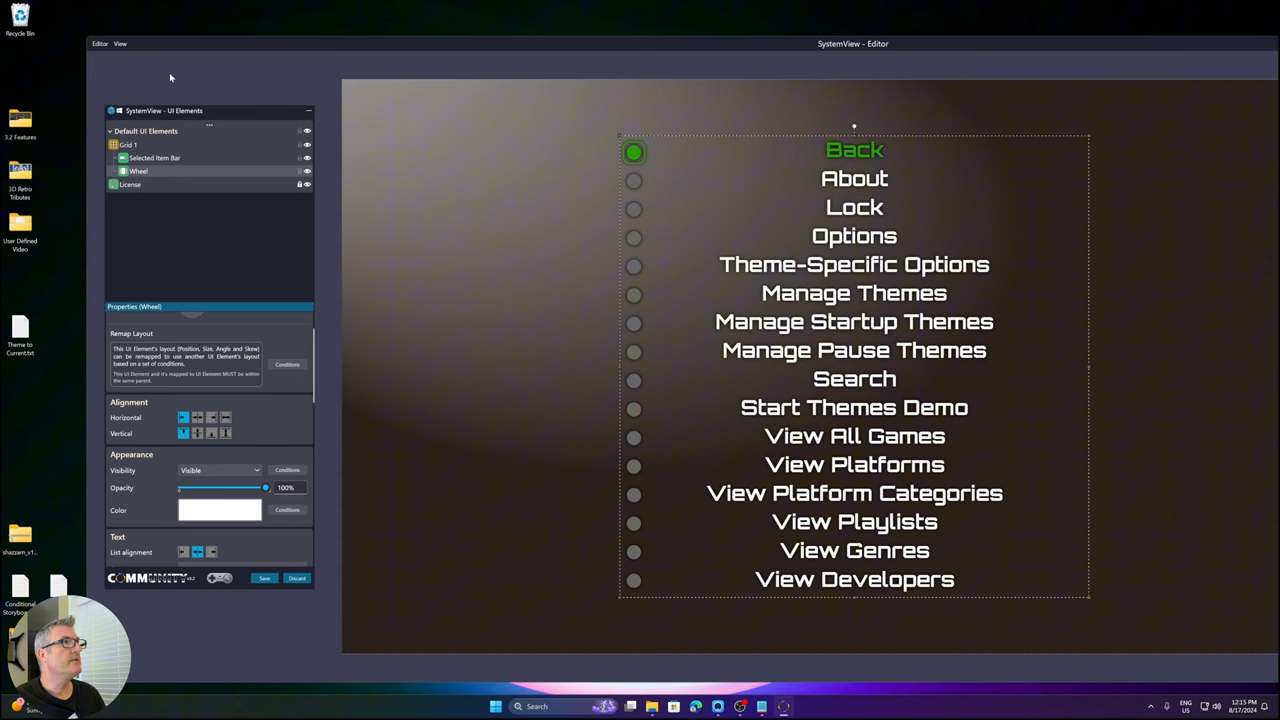 Recycle Bin
3.2 Features
3D Retro
Tributes
User Defined
Video
Theme to
Current.txt
shazzam_v1...
Conditional
Editor View
SystemView - Editor
SystemView - UI Elements
Default UI Elements
Grid 1
Selected Item Bar
Wheel
License
Properties (Wheel)
Remap Layout
This UI Element's layout (Position, Size, Angle and Skew)
can be remapped to use another UI Element's layout
based on a set of conditions.
This UI Element and it's mapped to UI Element MUST be within
the same parent.
Conditions
Alignment
Horizontal
Vertical
Appearance
Visibility Visible Conditions
Opacity 100%
Color Conditions
Text
List alignment
COMMUNITY v3.2 Save Discard
Back
About
Lock
Options
Theme-Specific Options
Manage Themes
Manage Startup Themes
Manage Pause Themes
Search
Start Themes Demo
View All Games
View Platforms
View Platform Categories
View Playlists
View Genres
View Developers
Search
ENG
US
12:15 PM
8/17/2024